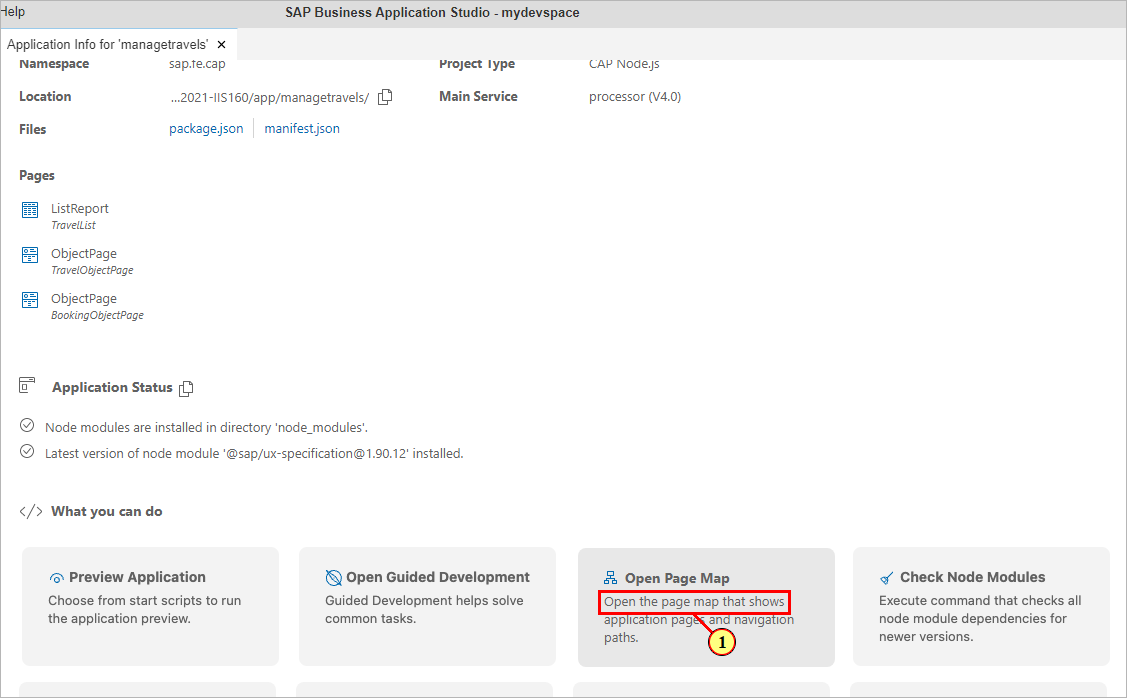 Help
SAP Business Application Studio - mydevspace
Application Info for 'managetravels' ×
Namespace sap.fe.cap Project Type CAP Node.js
Location ...2021-IIS160/app/managetravels/ Main Service processor (V4.0)
Files package.json manifest.json
Pages
ListReport
TravelList
ObjectPage
TravelObjectPage
ObjectPage
BookingObjectPage
Application Status
Node modules are installed in directory 'node_modules'.
Latest version of node module '@sap/ux-specification@1.90.12' installed.
</> What you can do
Preview Application
Choose from start scripts to run
the application preview.
Open Guided Development
Guided Development helps solve
common tasks.
Open Page Map
Open the page map that shows
application pages and navigation
paths.
1
Check Node Modules
Execute command that checks all
node module dependencies for
newer versions.